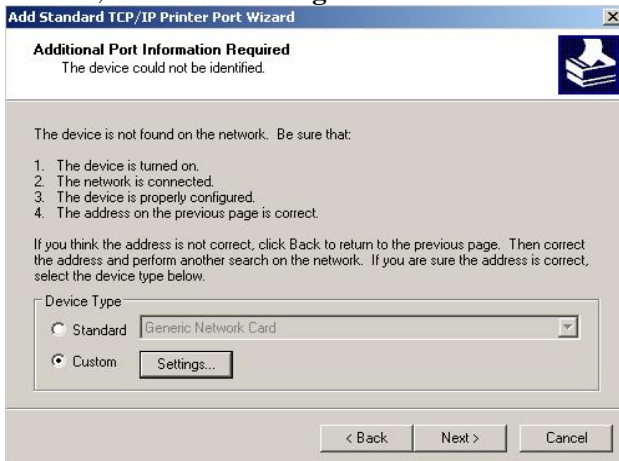 Add Standard TCP/IP Printer Port Wizard
Additional Port Information Required
The device could not be identified.
The device is not found on the network. Be sure that:
1. The device is turned on.
2. The network is connected.
3. The device is properly configured.
4. The address on the previous page is correct.
If you think the address is not correct, click Back to return to the previous page. Then correct
the address and perform another search on the network. If you are sure the address is correct,
select the device type below.
Device Type
Standard Generic Network Card
Custom Settings...
< Back Next > Cancel